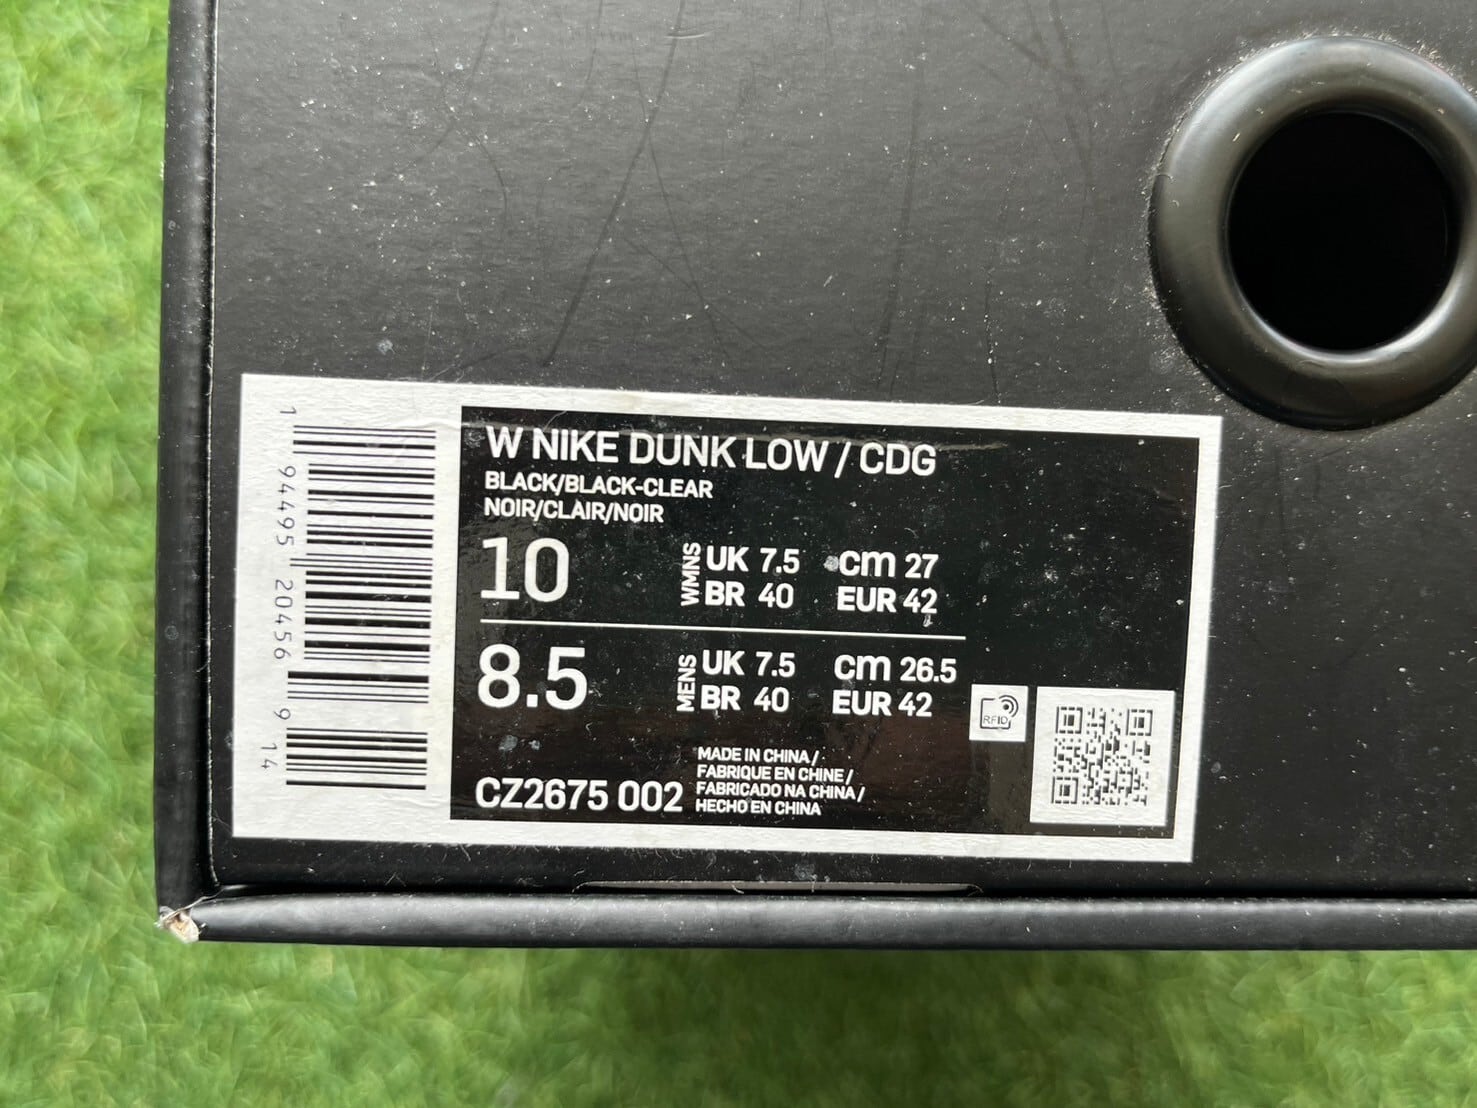 1 94495 20456 9 14
W NIKE DUNK LOW / CDG
BLACK/BLACK-CLEAR
NOIR/CLAIR/NOIR
10 WMNS UK 7.5 cm 27
BR 40 EUR 42
8.5 MENS UK 7.5 cm 26.5
BR 40 EUR 42
RFID
CZ2675 002
MADE IN CHINA /
FABRIQUE EN CHINE /
FABRICADO NA CHINA /
HECHO EN CHINA